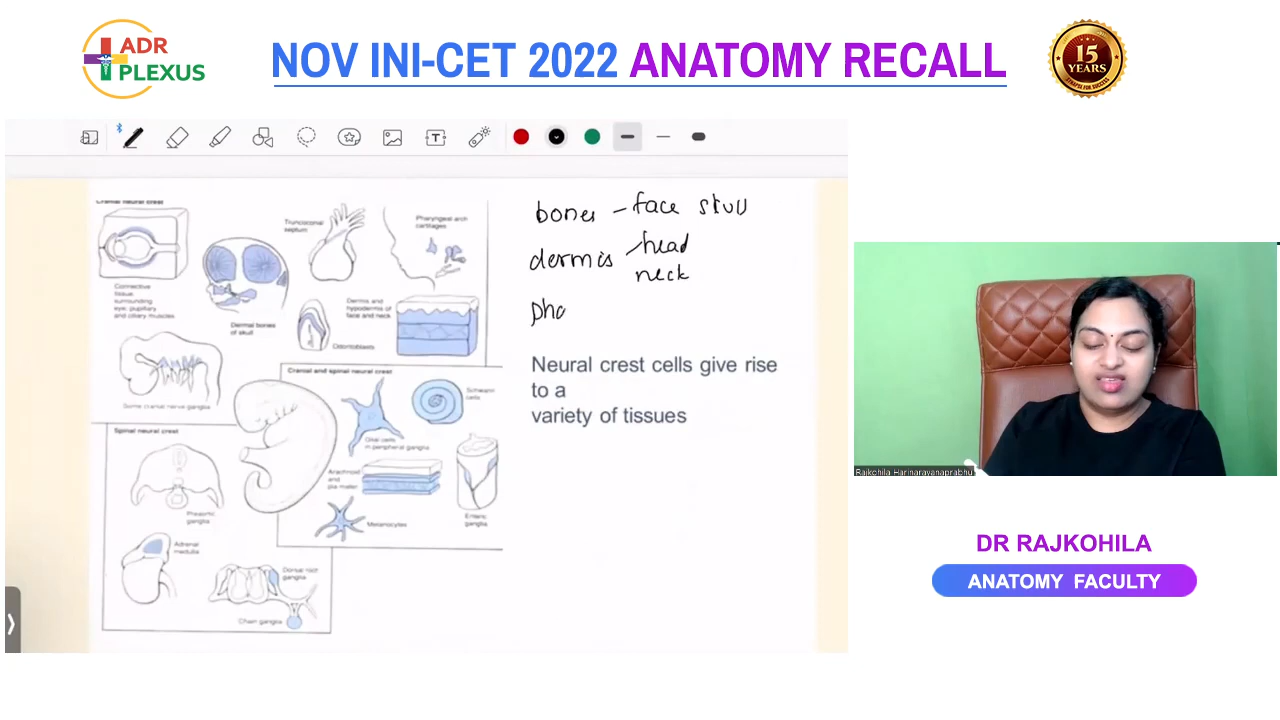 ADR
PLEXUS
NOV INI-CET 2022 ANATOMY RECALL
15
YEARS
T
Cranial neural crest
Truncoconal
septum
Pharyngeal arch
cartilages
Connective
tissue
surrounding
eye; pupillary
and ciliary muscles
Dermal bones
of skull
Dermis and
hypodermis of
face and neck
Odontoblasts
Some cranial nerve ganglia
Cranial and spinal neural crest
Schwann
cells
Glial cells
in peripheral ganglia
Arachnoid
and
pia mater
Melanocytes
Enteric
ganglia
Spinal neural crest
Preaortic
ganglia
Adrenal
medulla
Dorsal root
ganglia
Chain ganglia
bones - face skull
dermis - head
neck
pha
Neural crest cells give rise
to a
variety of tissues
Rajkohila Harinarayanaprabhu
DR RAJKOHILA
ANATOMY FACULTY